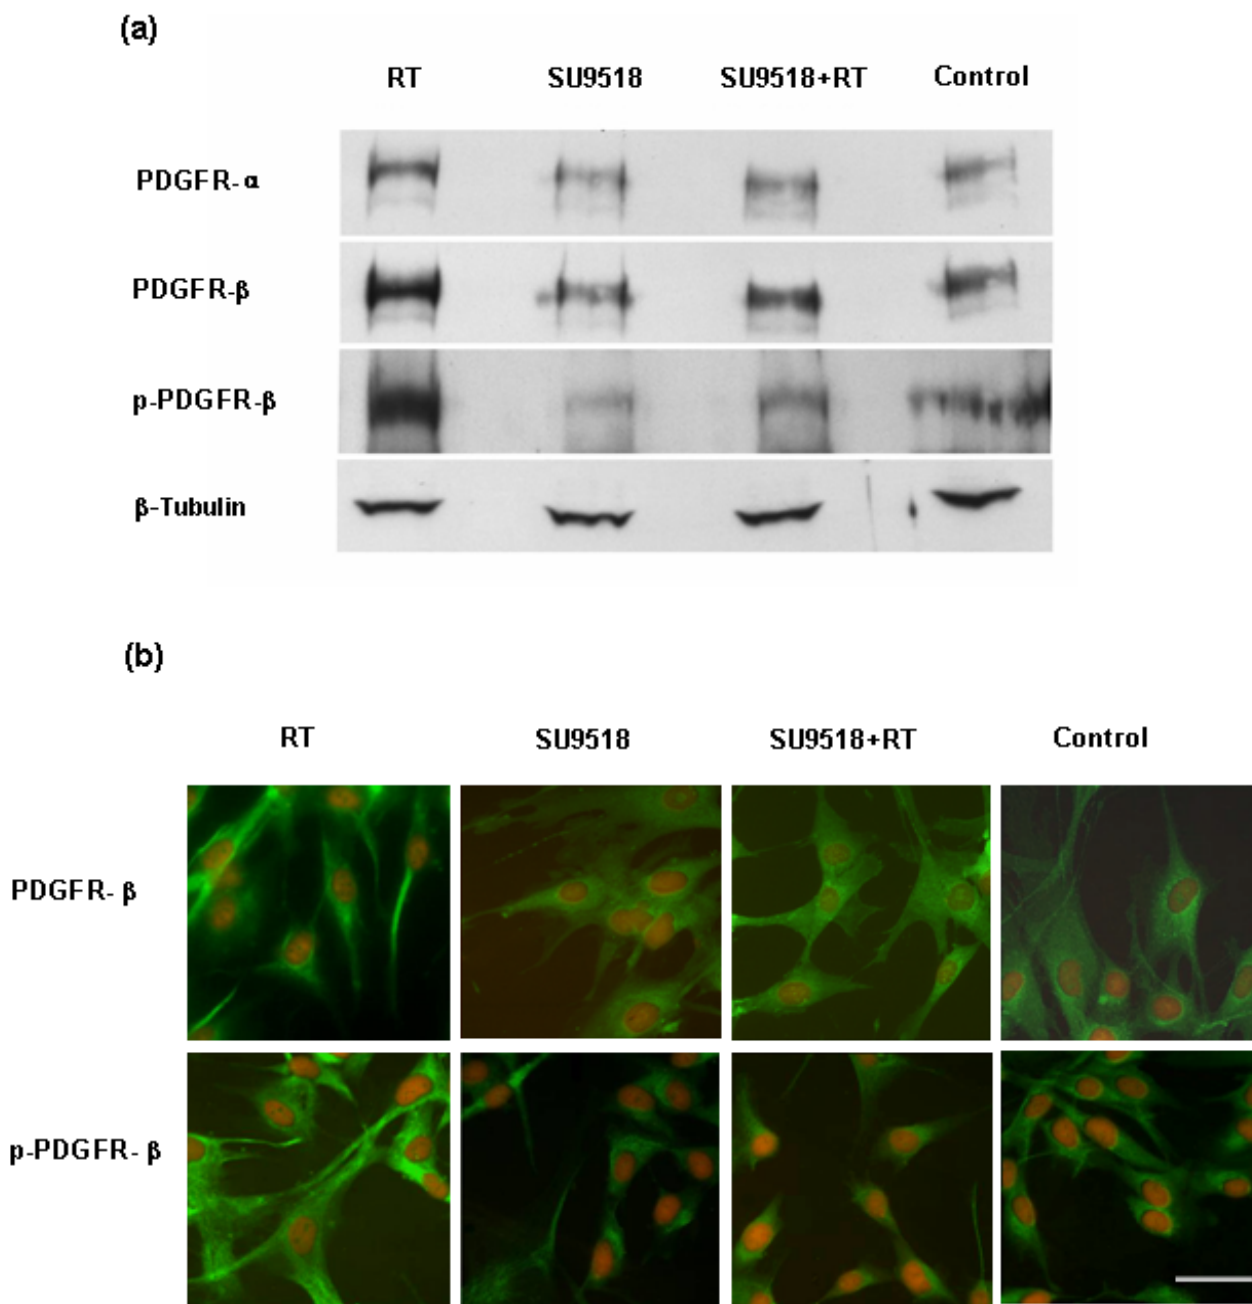 (a)
RT SU9518 SU9518+RT Control
PDGFR-α
PDGFR-β
p-PDGFR-β
β-Tubulin
(b)
RT SU9518 SU9518+RT Control
PDGFR- β
p-PDGFR- β